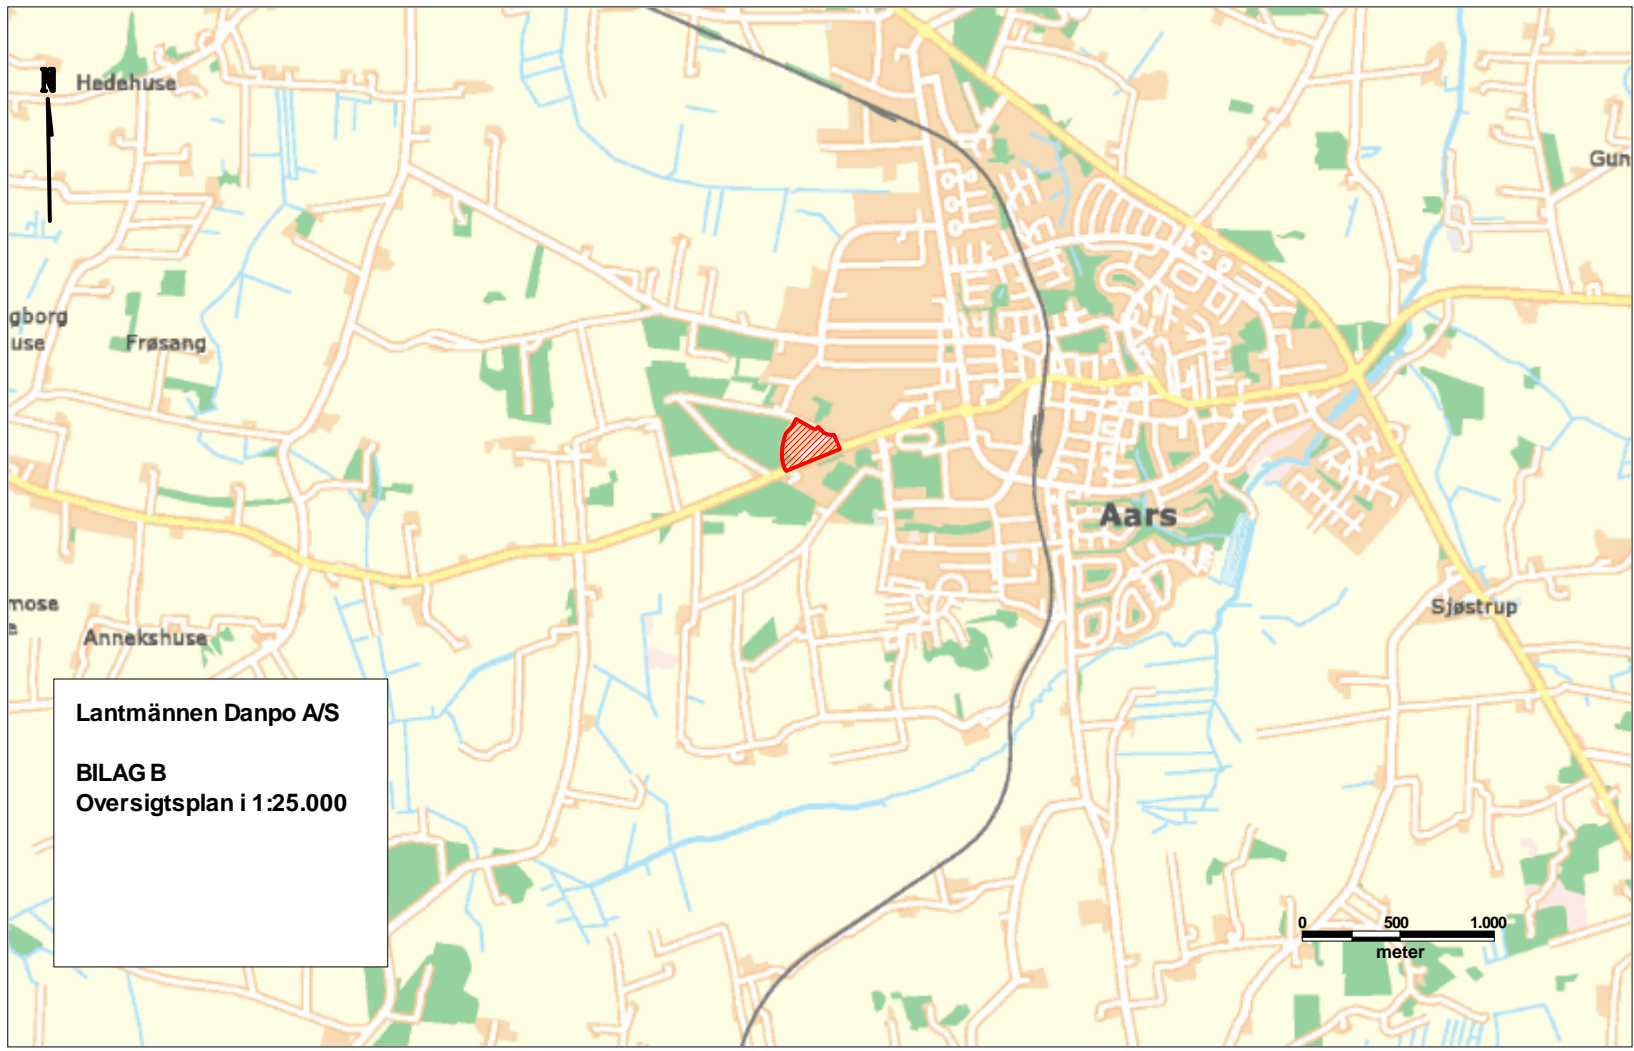 N
Hedehuse
Gun
gborg
use
Frøsang
Aars
mose
e
Annekshuse
Sjøstrup
Lantmännen Danpo A/S
BILAG B
Oversigtsplan i 1:25.000
0 500 1.000
meter